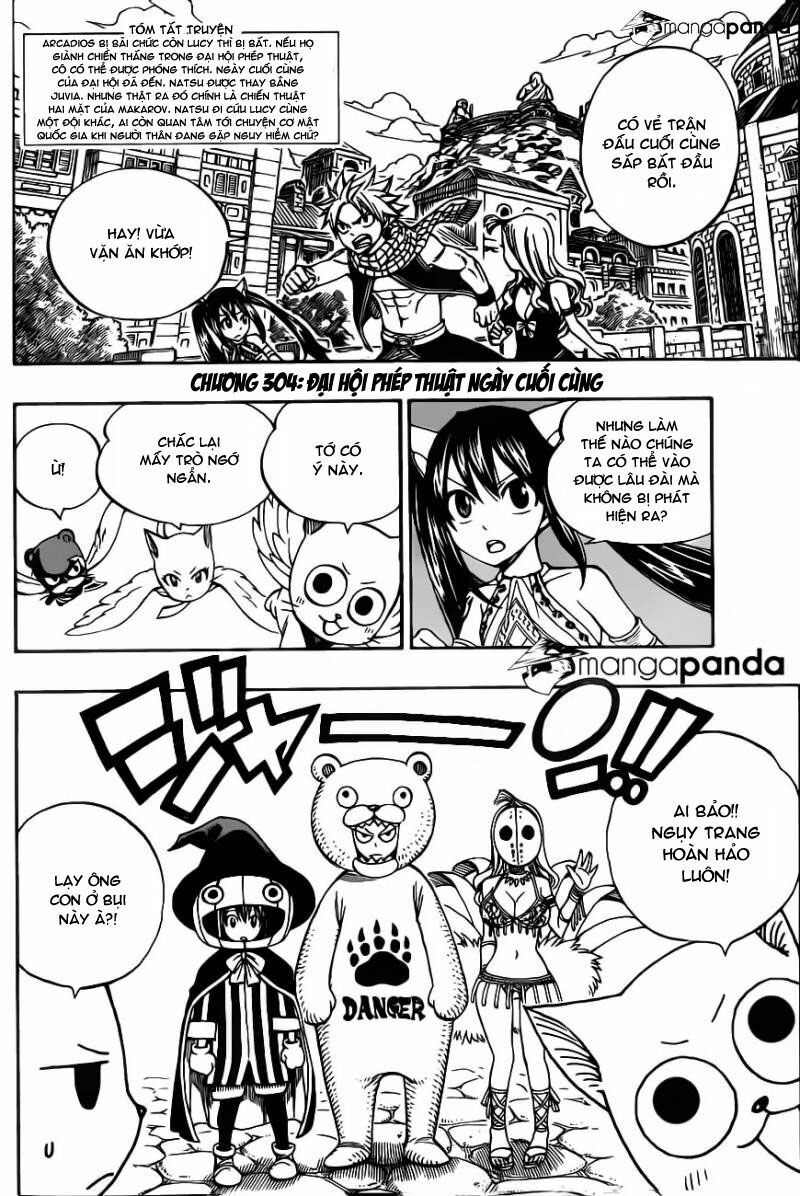 TÓM TẮT TRUYỆN
ARCADIOS BỊ BÃI CHỨC CÒN LUCY THÌ BỊ BẮT. NẾU HỌ
GIÀNH CHIẾN THẮNG TRONG ĐẠI HỘI PHÉP THUẬT,
CÔ CÓ THỂ ĐƯỢC PHÓNG THÍCH. NGÀY CUỐI CÙNG
CỦA ĐẠI HỘI ĐÃ ĐẾN. NATSU ĐƯỢC THAY BẰNG
JUVIA. NHƯNG THẬT RA ĐÓ CHÍNH LÀ CHIẾN THUẬT
HAI MẶT CỦA MAKAROV. NATSU ĐI CỨU LUCY CÙNG
MỘT ĐỘI KHÁC, AI CÒN QUAN TÂM TỚI CHUYỆN CƠ MẬT
QUỐC GIA KHI NGƯỜI THÂN ĐANG GẶP NGUY HIỂM CHỨ?
mangapanda
CÓ VẺ TRẬN
ĐẤU CUỐI CÙNG
SẮP BẮT ĐẦU
RỒI.
HAY! VỪA
VẶN ĂN KHỚP!
CHƯƠNG 304: ĐẠI HỘI PHÉP THUẬT NGÀY CUỐI CÙNG
Ừ!
CHẮC LẠI
MẤY TRÒ NGỚ
NGẨN.
TỚ CÓ
Ý NÀY.
NHƯNG LÀM
THẾ NÀO CHÚNG
TA CÓ THỂ VÀO
ĐƯỢC LÂU ĐÀI MÀ
KHÔNG BỊ PHÁT
HIỆN RA?
mangapanda
ジャーン!!
AI BẢO!!
NGỤY TRANG
HOÀN HẢO
LUÔN!
LẠY ÔNG
CON Ở BỤI
NÀY À?!
DANGER